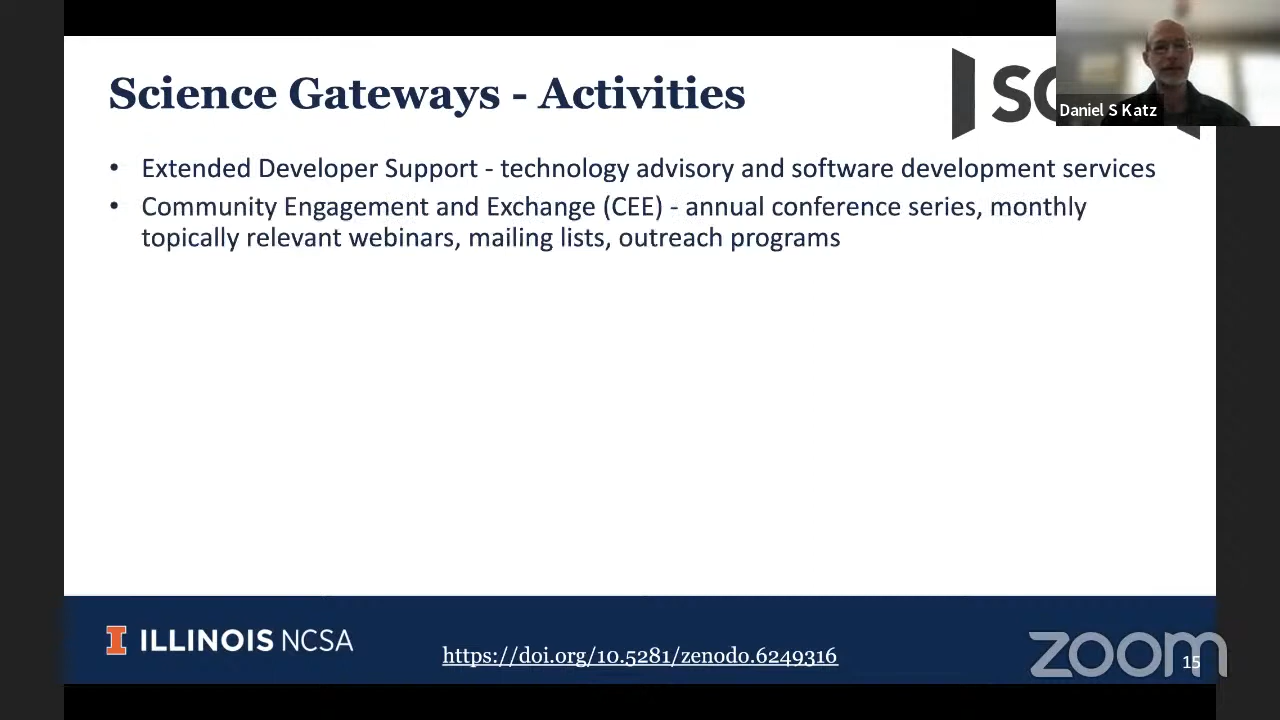 Science Gateways - Activities
Daniel S Katz
• Extended Developer Support - technology advisory and software development services
• Community Engagement and Exchange (CEE) - annual conference series, monthly
topically relevant webinars, mailing lists, outreach programs
ILLINOIS NCSA
https://doi.org/10.5281/zenodo.6249316
zoom
15